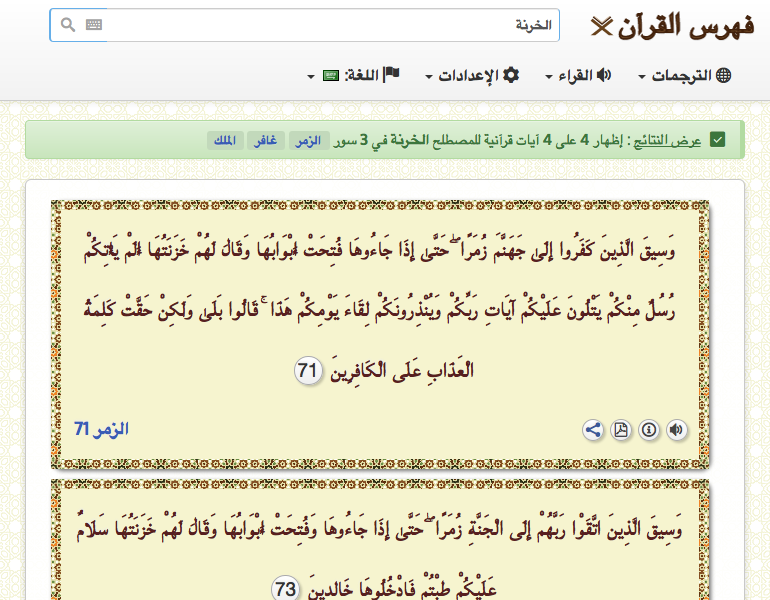 فهرس القرآن
الخرنة
الترجمات
القراء
الإعدادات
اللغة:
عرض النتائج : إظهار 4 على 4 آيات قرآنية للمصطلح الخرنة في 3 سور الزمر غافر الملك
وَسِيقَ الَّذِينَ كَفَرُوا إِلَىٰ جَهَنَّمَ زُمَرًا ۖ حَتَّىٰ إِذَا جَاءُوهَا فُتِحَتْ أَبْوَابُهَا وَقَالَ لَهُمْ خَزَنَتُهَا أَلَمْ يَأْتِكُمْ
رُسُلٌ مِنْكُمْ يَتْلُونَ عَلَيْكُمْ آيَاتِ رَبِّكُمْ وَيُنْذِرُونَكُمْ لِقَاءَ يَوْمِكُمْ هَٰذَا ۚ قَالُوا بَلَىٰ وَلَٰكِنْ حَقَّتْ كَلِمَةُ
الْعَذَابِ عَلَى الْكَافِرِينَ 71
الزمر 71
وَسِيقَ الَّذِينَ اتَّقَوْا رَبَّهُمْ إِلَى الْجَنَّةِ زُمَرًا ۖ حَتَّىٰ إِذَا جَاءُوهَا وَفُتِحَتْ أَبْوَابُهَا وَقَالَ لَهُمْ خَزَنَتُهَا سَلَامٌ
عَلَيْكُمْ طِبْتُمْ فَادْخُلُوهَا خَالِدِينَ 73